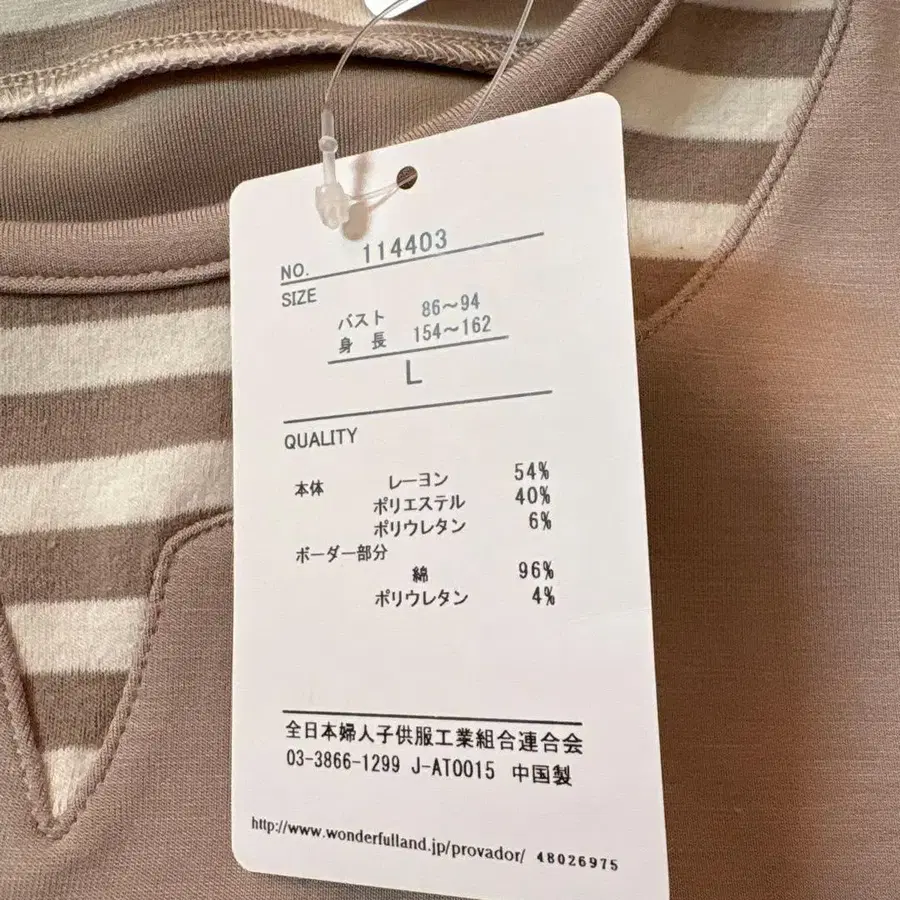 NO. 114403
SIZE
バスト 86～94
身長 154～162
L
QUALITY
本体 レーヨン 54%
ポリエステル 40%
ポリウレタン 6%
ボーダー部分
綿 96%
ポリウレタン 4%
全日本婦人子供服工業組合連合会
03-3866-1299 J-AT0015 中国製
http://www.wonderfulland.jp/provador/ 48026975